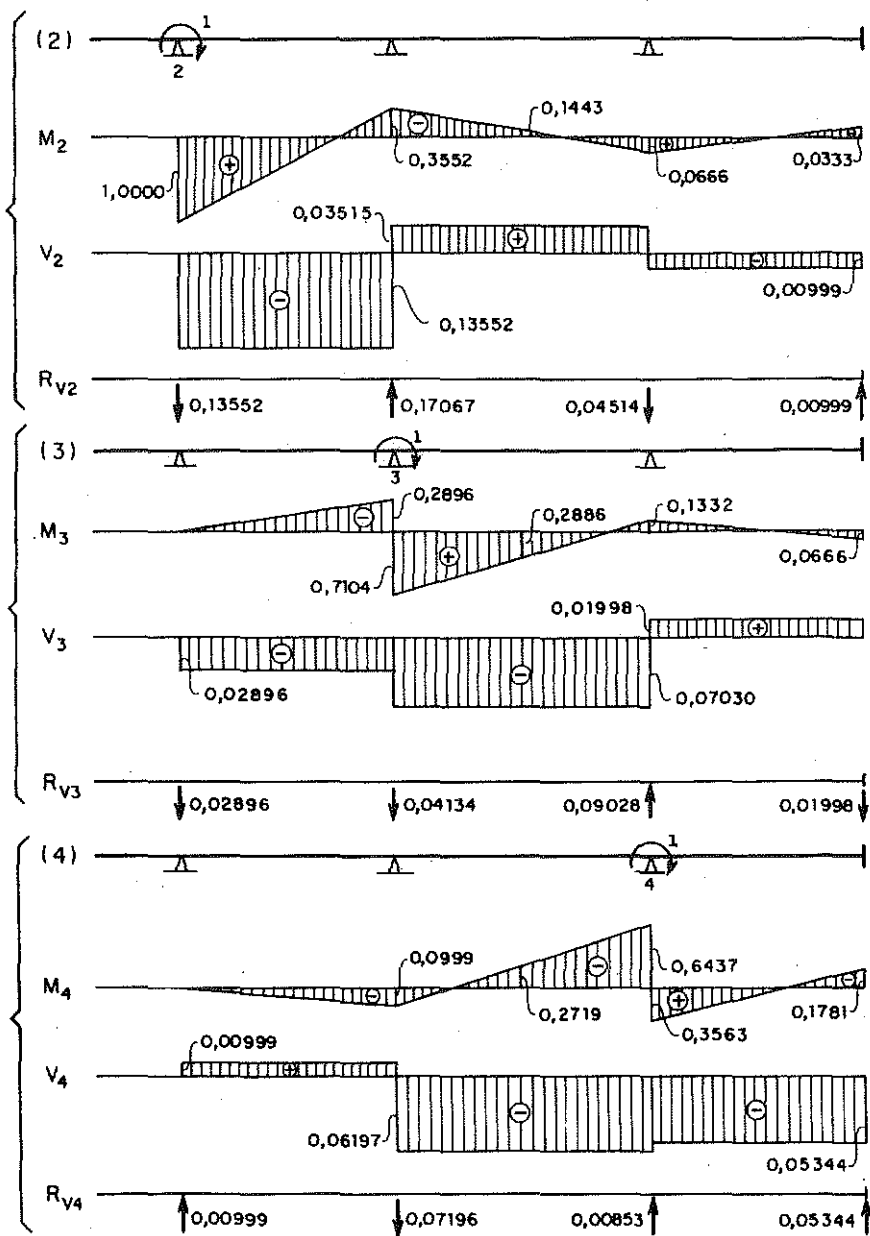 (2) 1
2
M2 ⊕ ⊖ 0,1443 ⊕ ⊖
1,0000 0,3552 0,0666 0,0333
0,03515
V2 ⊖ ⊕ ⊖
0,13552 0,00999
RV2 0,13552 0,17067 0,04514 0,00999
(3) 1
3
M3 ⊖ 0,2896 0,2886 0,1332
0,7104 ⊕ 0,0666
0,01998
V3 ⊖ ⊖ ⊕
0,02896 0,07030
RV3 0,02896 0,04134 0,09028 0,01998
(4) 1
4
0,0999 0,6437
M4 ⊖ ⊖ ⊕ ⊖
0,2719 0,3563 0,1781
0,00999
V4 ⊕ ⊖ ⊖
0,06197 0,05344
RV4 0,00999 0,07196 0,00853 0,05344